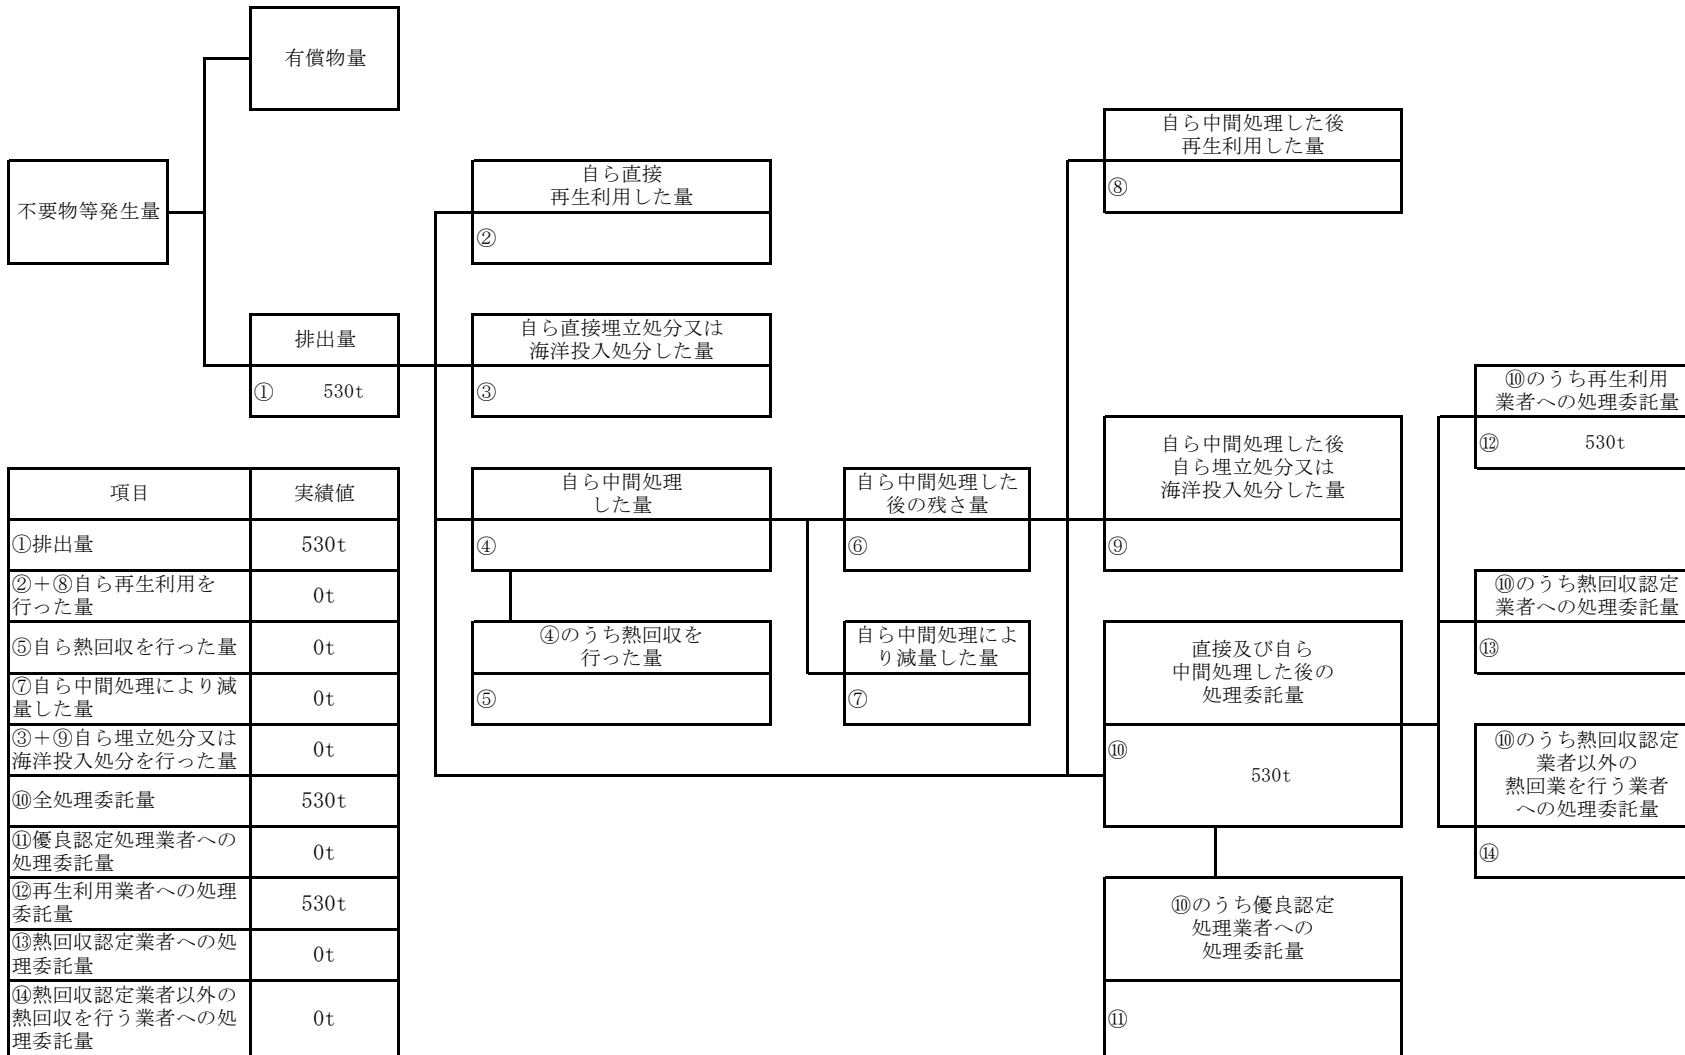 有償物量
不要物等発生量
排出量
① 530t
自ら直接
再生利用した量
②
自ら直接埋立処分又は
海洋投入処分した量
③
自ら中間処理
した量
④
④のうち熱回収を
行った量
⑤
自ら中間処理した
後の残さ量
⑥
自ら中間処理によ
り減量した量
⑦
自ら中間処理した後
再生利用した量
⑧
自ら中間処理した後
自ら埋立処分又は
海洋投入処分した量
⑨
直接及び自ら
中間処理した後の
処理委託量
⑩
530t
⑩のうち優良認定
処理業者への
処理委託量
⑪
⑩のうち再生利用
業者への処理委託量
⑫ 530t
⑩のうち熱回収認定
業者への処理委託量
⑬
⑩のうち熱回収認定
業者以外の
熱回業を行う業者
への処理委託量
⑭
項目 実績値
①排出量 530t
②+⑧自ら再生利用を
行った量 0t
⑤自ら熱回収を行った量 0t
⑦自ら中間処理により減
量した量 0t
③+⑨自ら埋立処分又は
海洋投入処分を行った量 0t
⑩全処理委託量 530t
⑪優良認定処理業者への
処理委託量 0t
⑫再生利用業者への処理
委託量 530t
⑬熱回収認定業者への処
理委託量 0t
⑭熱回収認定業者以外の
熱回収を行う業者への処
理委託量 0t